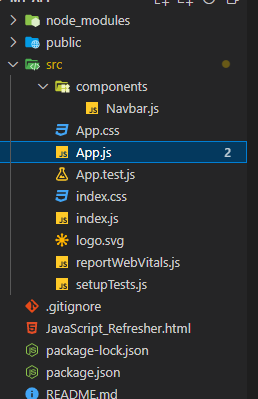 node_modules
public
src
components
Navbar.js
App.css
App.js 2
App.test.js
index.css
index.js
logo.svg
reportWebVitals.js
setupTests.js
.gitignore
JavaScript_Refresher.html
package-lock.json
package.json
README.md